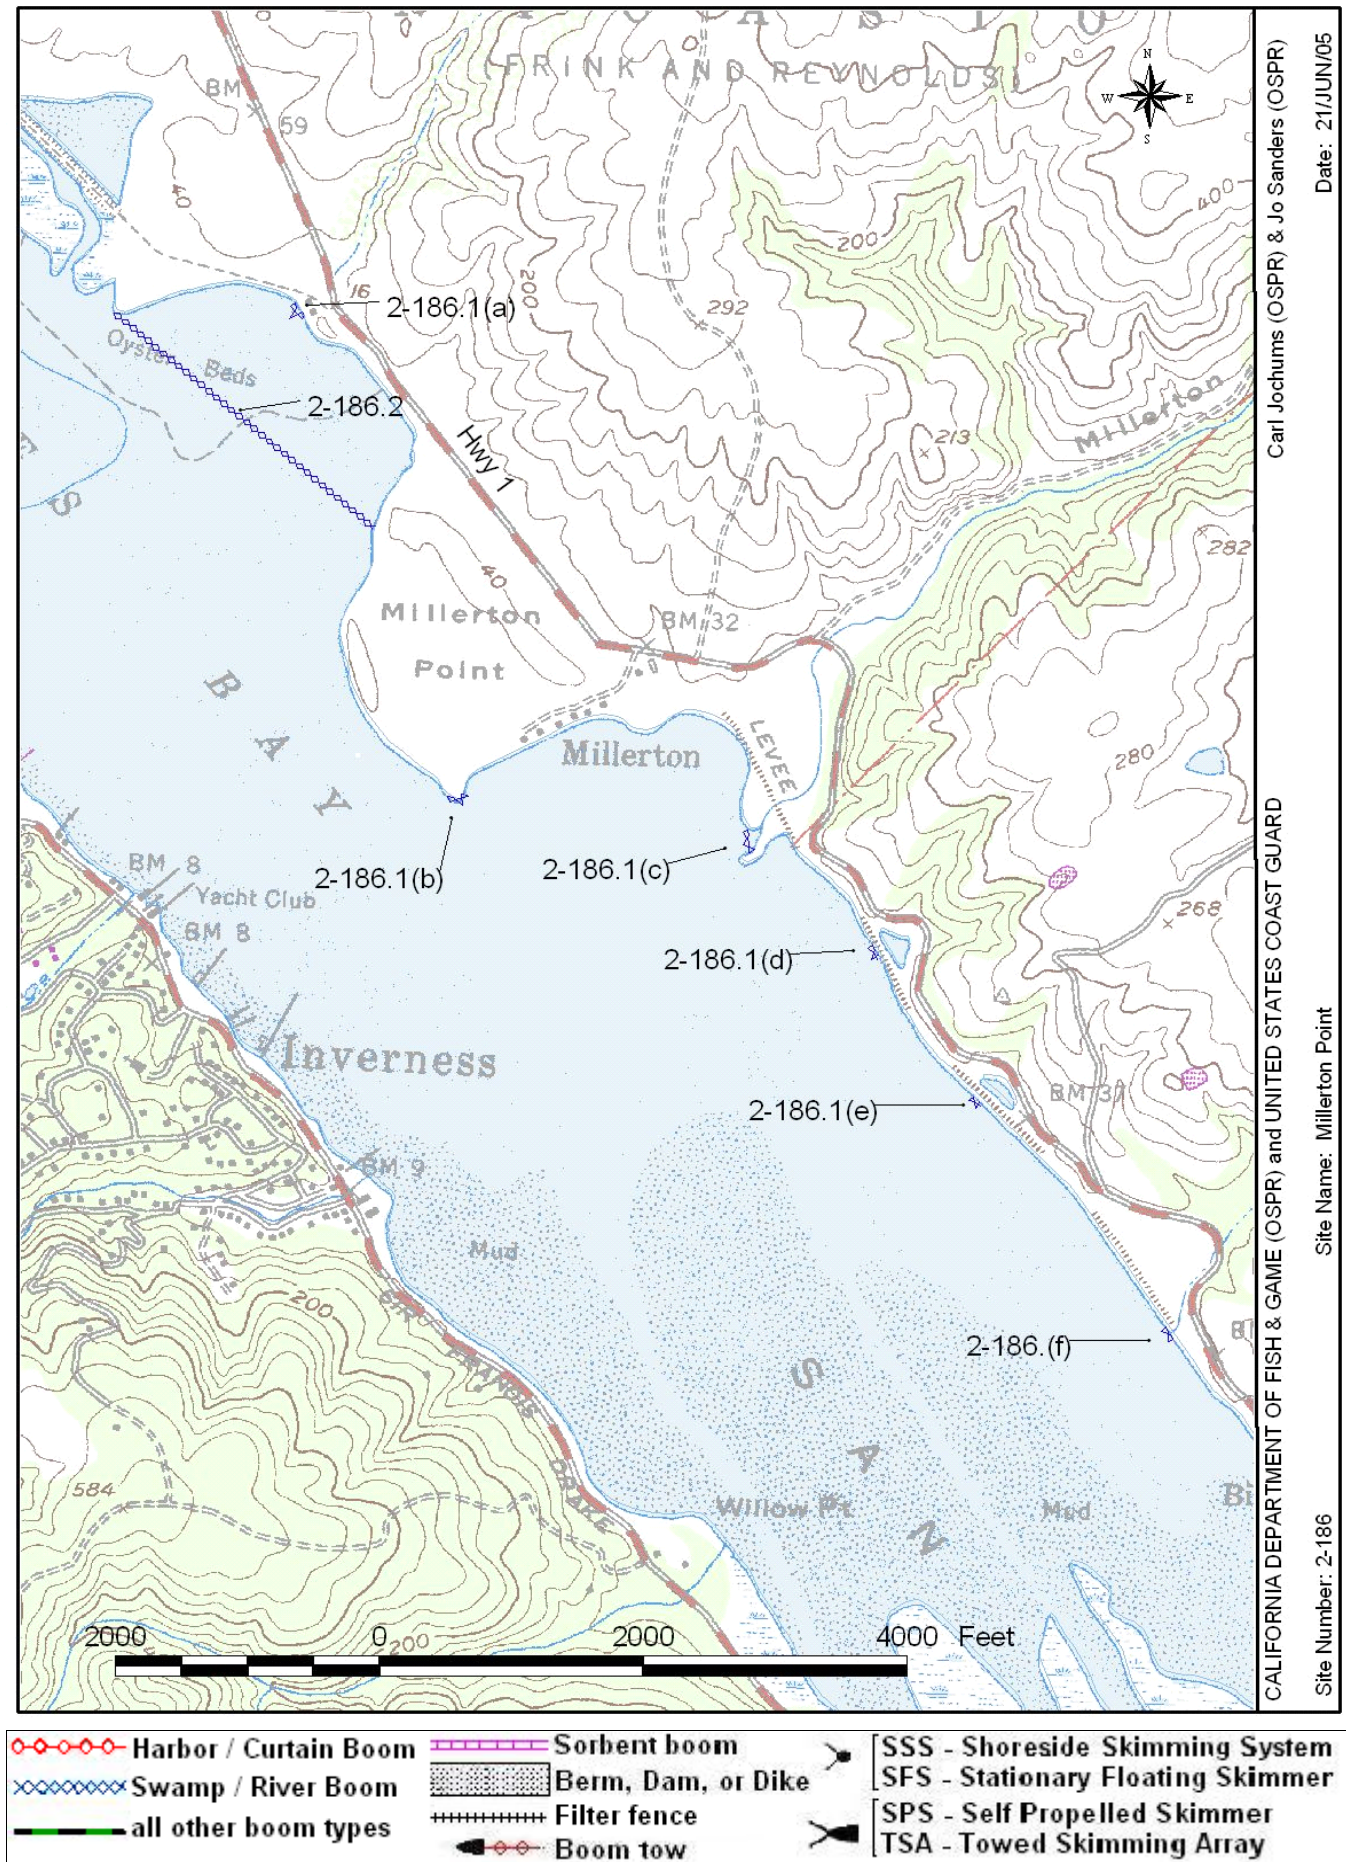 (FRINK AND REYNOLDS)
N
W E
S
BM
59
40
400
200
200
16
2-186.1(a)
292
Oyster Beds
2-186.2
Hwy 1
213
Millerton
S
282
40
Millerton
Point
BM 32
BAY
LEVEE
Millerton
280
2-186.1(b)
2-186.1(c)
BM 8
Yacht Club
BM 8
268
2-186.1(d)
Inverness
BM 37
2-186.1(e)
BM 9
Mud
200
SIR FRANCIS DRAKE
2-186.(f)
SAN
584
Willow Pt
Mud
200
2000 0 2000 4000 Feet
CALIFORNIA DEPARTMENT OF FISH & GAME (OSPR) and UNITED STATES COAST GUARD
Carl Jochums (OSPR) & Jo Sanders (OSPR)
Site Number: 2-186
Site Name: Millerton Point
Date: 21/JUN/05
Harbor / Curtain Boom
Swamp / River Boom
all other boom types
Sorbent boom
Berm, Dam, or Dike
Filter fence
Boom tow
SSS - Shoreside Skimming System
SFS - Stationary Floating Skimmer
SPS - Self Propelled Skimmer
TSA - Towed Skimming Array